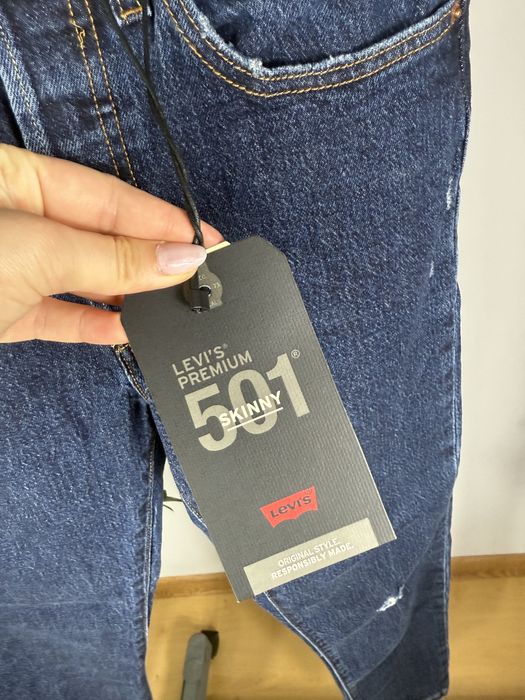 LEVI'S®
PREMIUM
501®
SKINNY
Levi's
ORIGINAL STYLE.
RESPONSIBLY MADE.